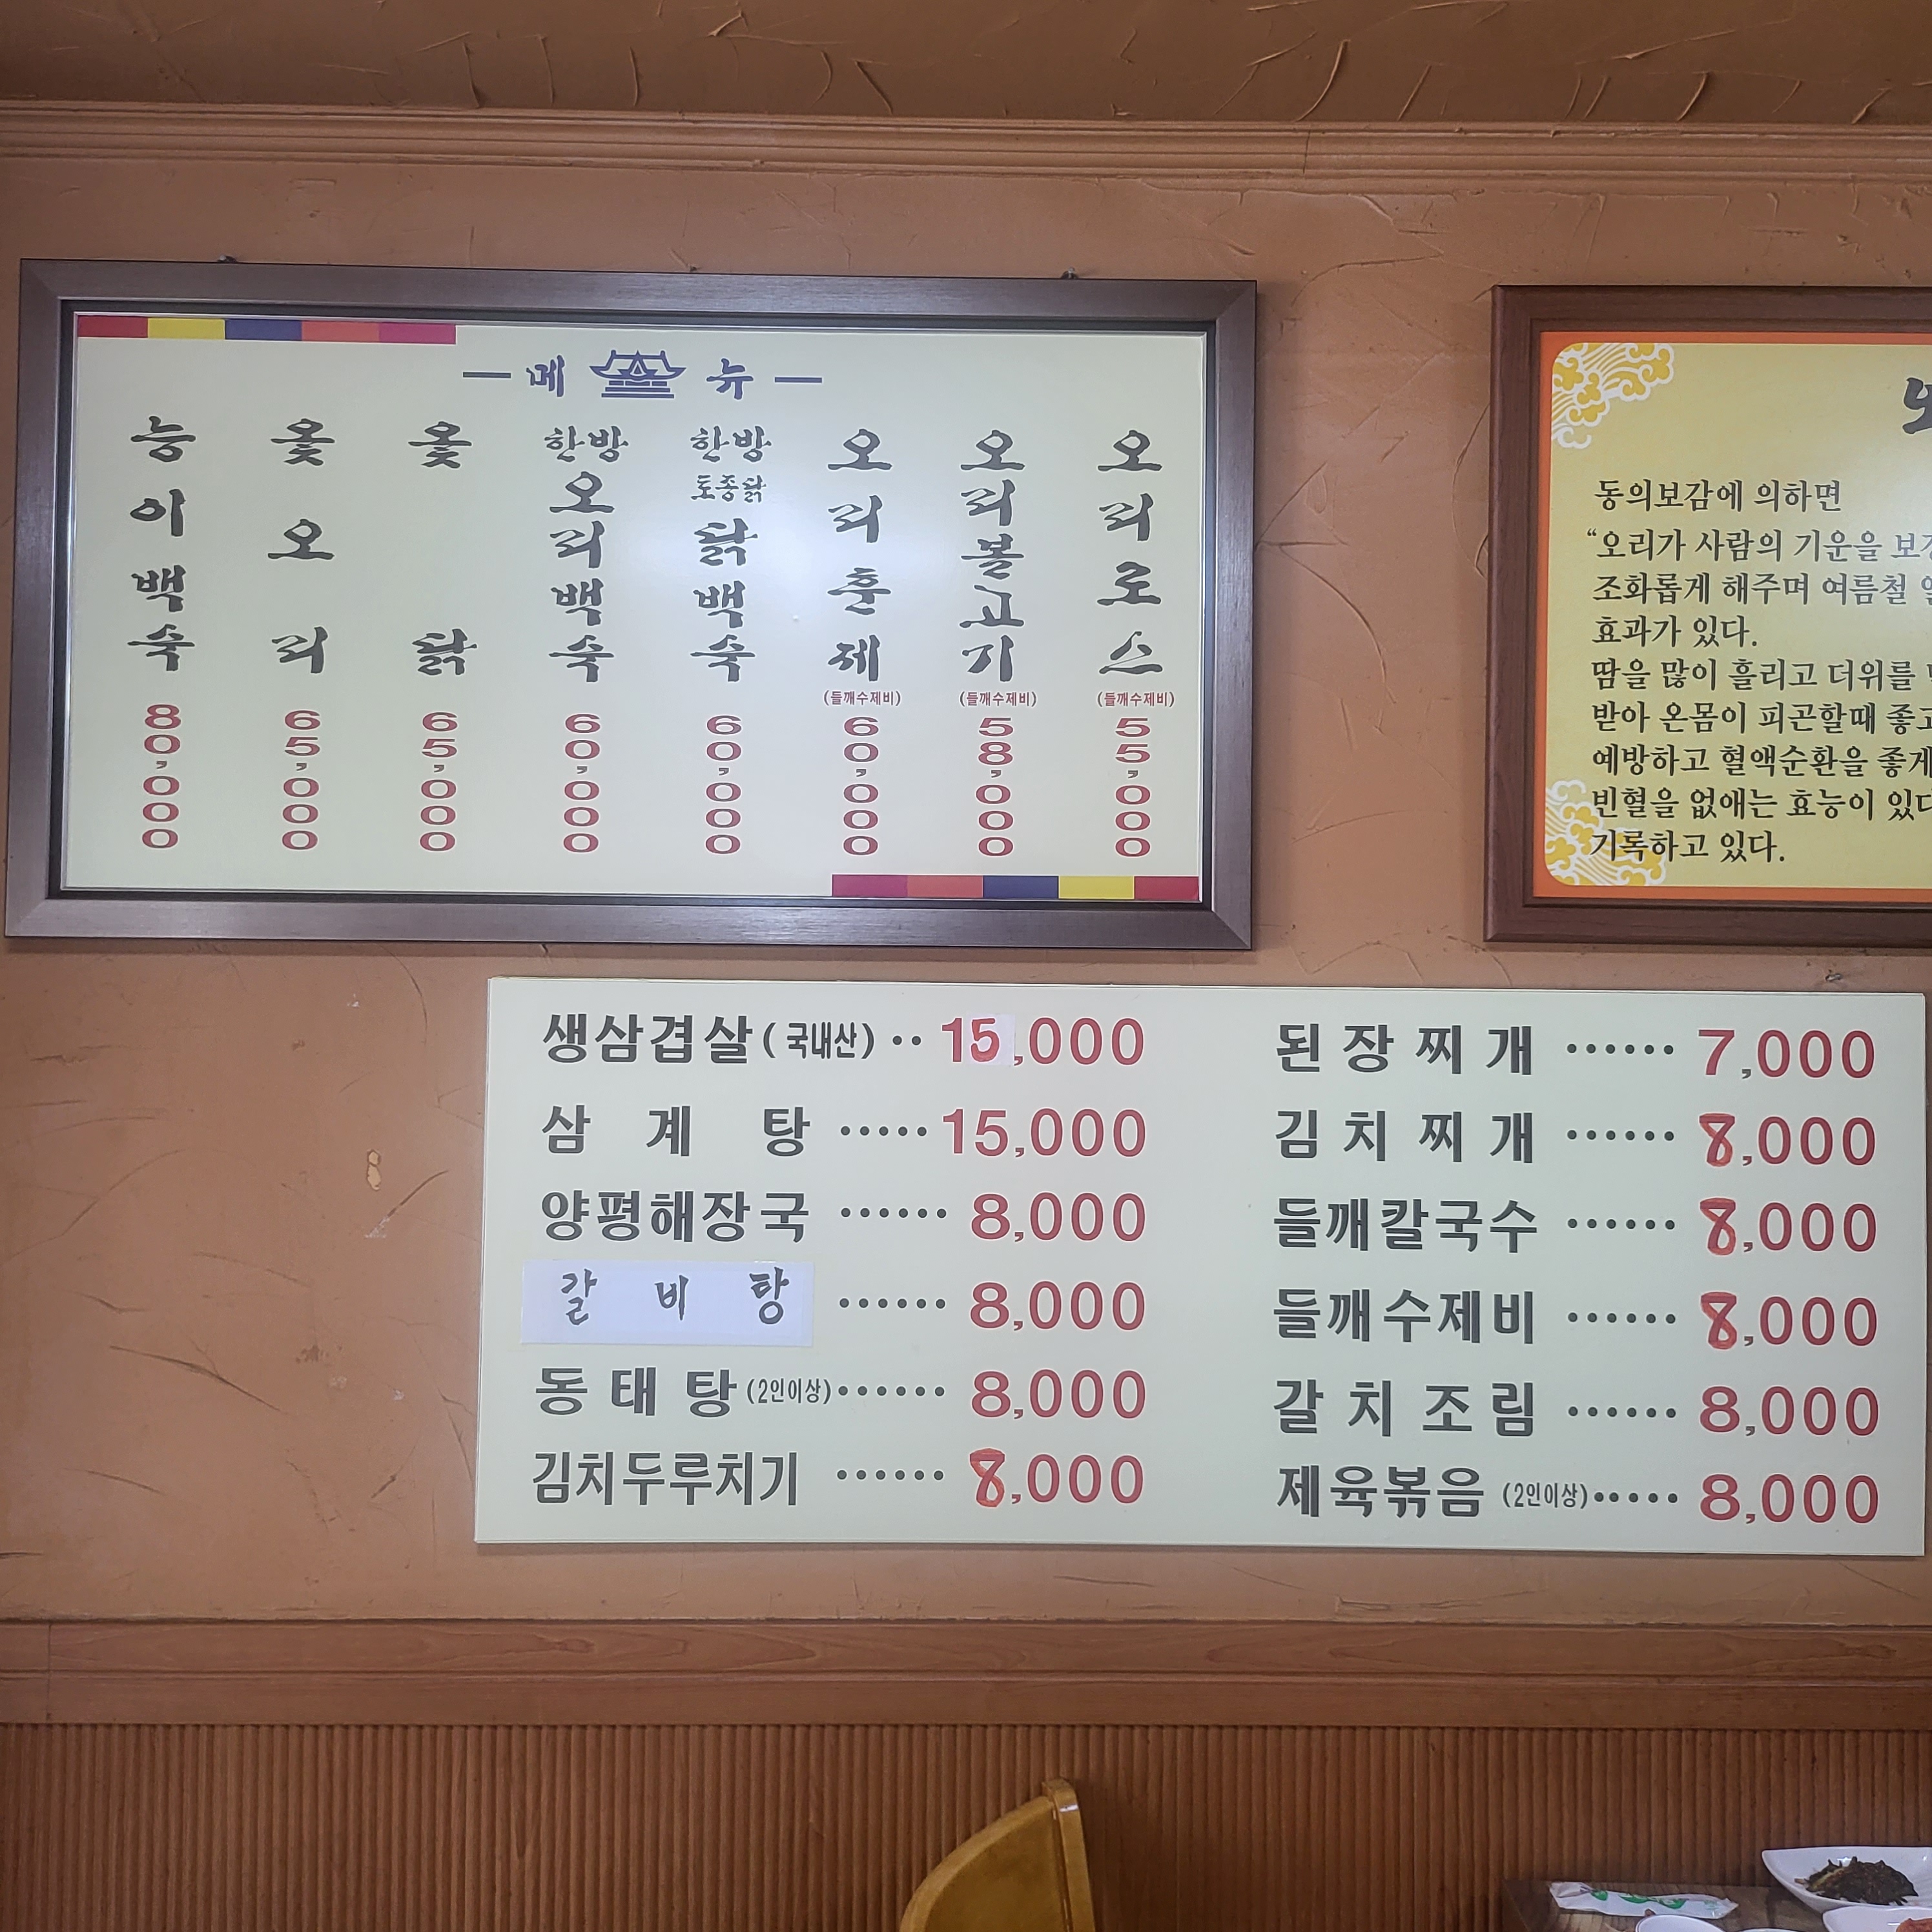 메 뉴
능이백숙 80,000
옻오리 65,000
옻닭 65,000
한방 오리백숙 60,000
한방 토종닭 닭백숙 60,000
오리훈제 (들깨수제비) 60,000
오리볼고기 (들깨수제비) 58,000
오리로스 (들깨수제비) 55,000
동의보감에 의하면
“오리가 사람의 기운을
조화롭게 해주며 여름철
효과가 있다.
땀을 많이 흘리고 더위를
받아 온몸이 피곤할때
예방하고 혈액순환을 좋게
빈혈을 없애는 효능이
기록하고 있다.
생삼겹살(국내산)‥15,000
삼 계 탕 ·····15,000
양평해장국 ······ 8,000
갈 비 탕 ······ 8,000
동 태 탕(2인이상)······ 8,000
김치두루치기 ······ 8,000
된 장 찌 개 ······ 7,000
김 치 찌 개 ······ 8,000
들깨칼국수 ······ 8,000
들깨수제비 ······ 8,000
갈 치 조 림 ······ 8,000
제육볶음 (2인이상)····· 8,000